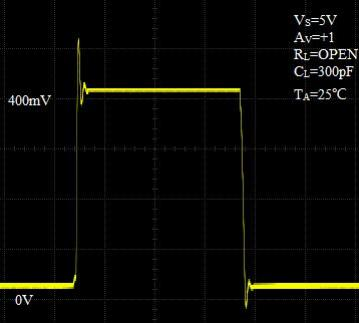 Vs=5V
Av=+1
RL=OPEN
CL=300pF
TA=25°C
400mV
0V